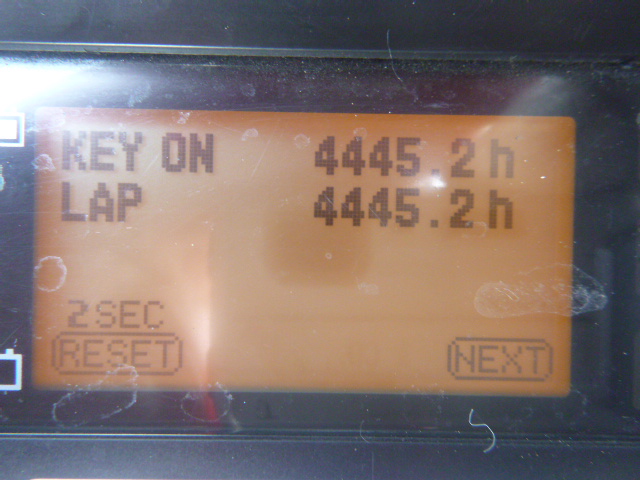 KEY ON 4445.2h
LAP 4445.2h
2SEC
RESET NEXT